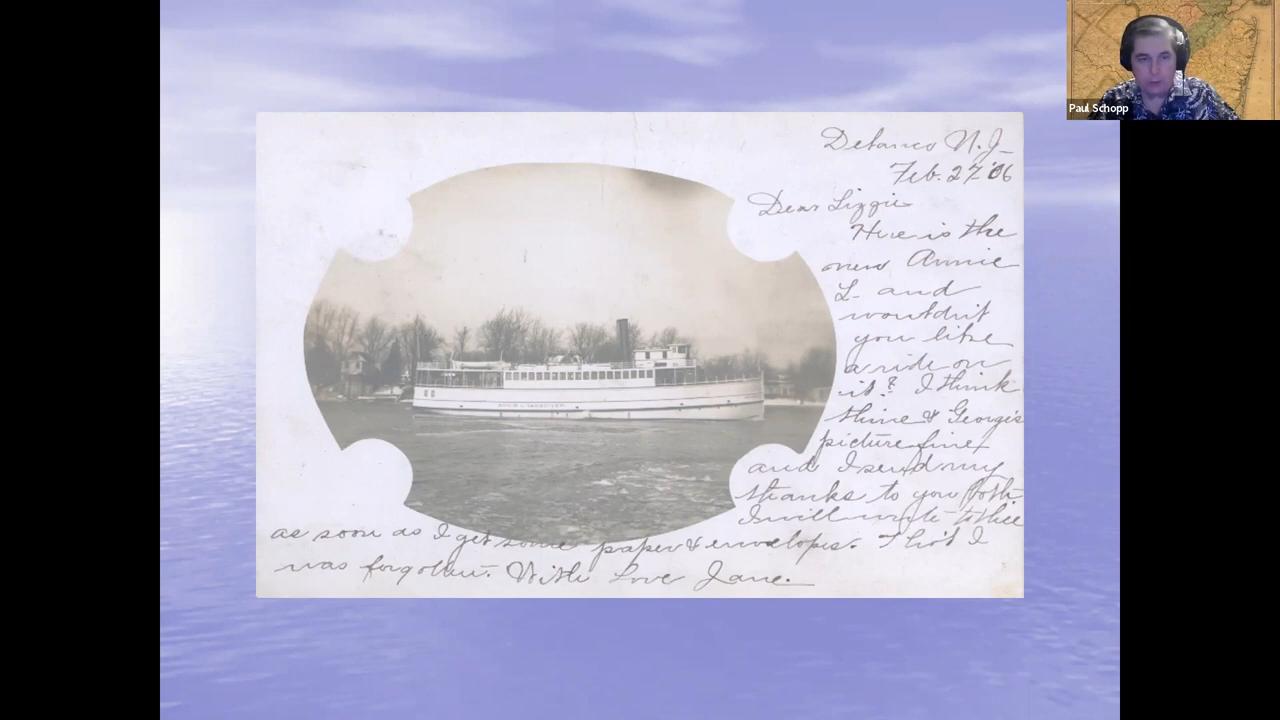 Delanco N.J.
Feb. 27 '06
Dear Lizzie
Here is the
new Annie
L. and
wouldn't
you like
a ride on
it? I think
thine & Georgie's
picture fine
and I send my
thanks to you both
I will write to thee
as soon as I get some paper & envelopes. I
was forgotten. With Love Jane.
Paul Schopp